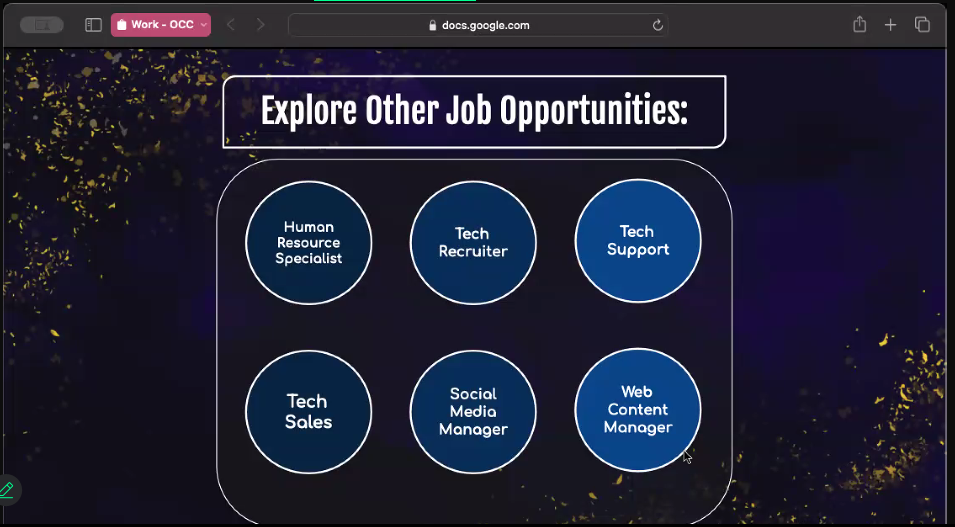 Work - OCC
docs.google.com
Explore Other Job Opportunities:
Human
Resource
Specialist
Tech
Recruiter
Tech
Support
Tech
Sales
Social
Media
Manager
Web
Content
Manager